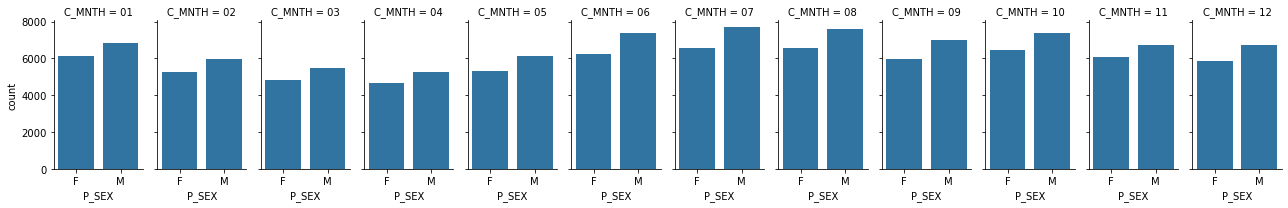 C_MNTH = 01 C_MNTH = 02 C_MNTH = 03 C_MNTH = 04 C_MNTH = 05 C_MNTH = 06 C_MNTH = 07 C_MNTH = 08 C_MNTH = 09 C_MNTH = 10 C_MNTH = 11 C_MNTH = 12
8000
6000
4000
2000
0
count
F M F M F M F M F M F M F M F M F M F M F M F M
P_SEX P_SEX P_SEX P_SEX P_SEX P_SEX P_SEX P_SEX P_SEX P_SEX P_SEX P_SEX